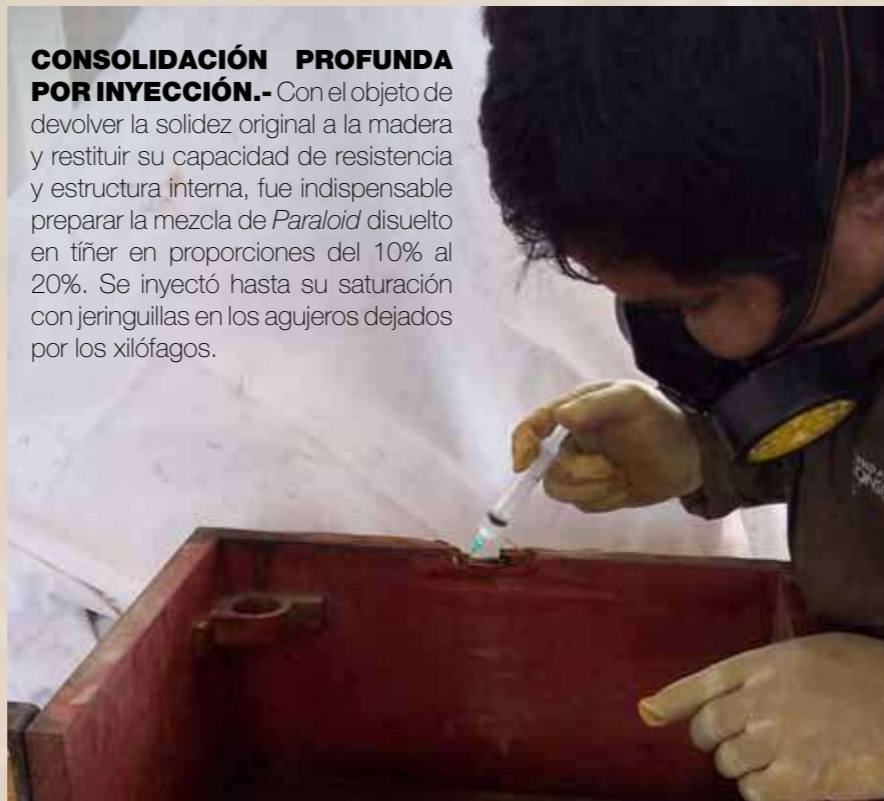 CONSOLIDACIÓN PROFUNDA
POR INYECCIÓN.- Con el objeto de
devolver la solidez original a la madera
y restituir su capacidad de resistencia
y estructura interna, fue indispensable
preparar la mezcla de Paraloid disuelto
en tíñer en proporciones del 10% al
20%. Se inyectó hasta su saturación
con jeringuillas en los agujeros dejados
por los xilófagos.